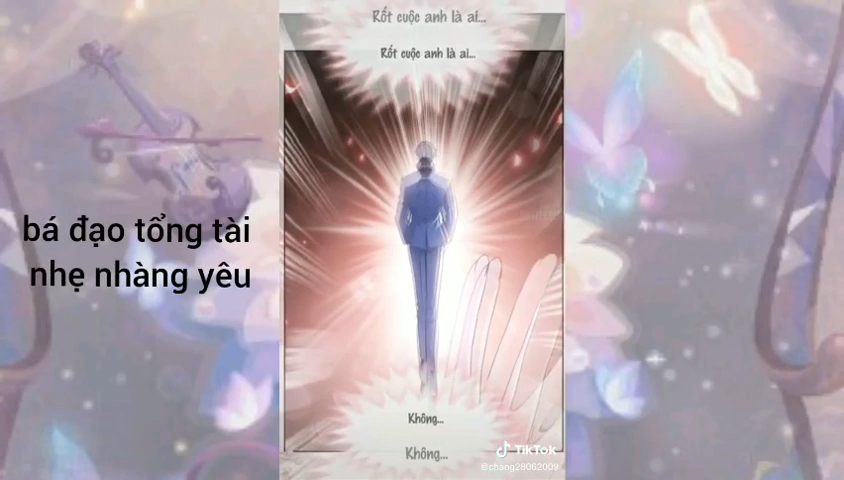 Rốt cuộc anh là ai...
Rốt cuộc anh là ai...
bá đạo tổng tài
nhẹ nhàng yêu
Không...
Không...
TikTok
@chang28062009